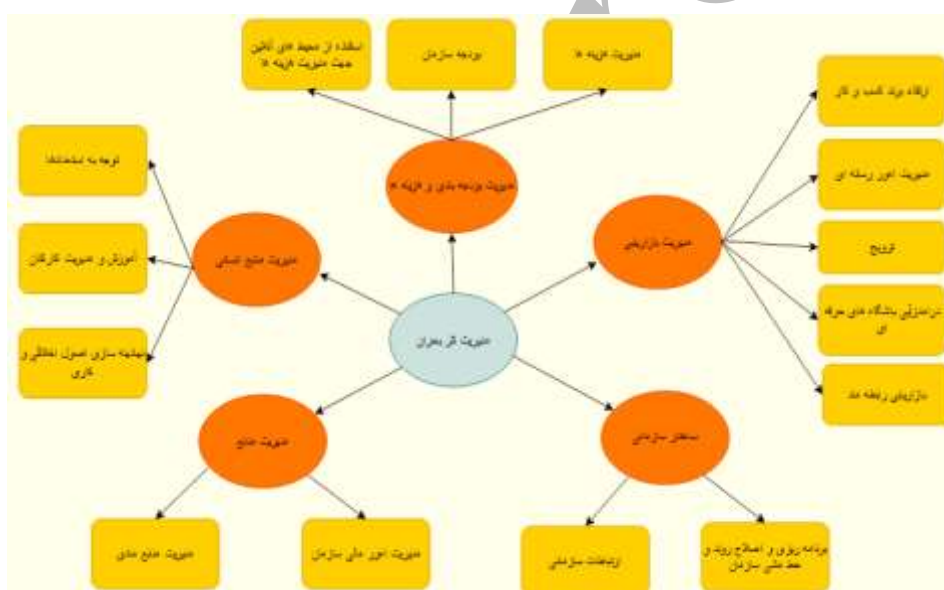 استفاده از محیط های آنلاین
جهت مدیریت هزینه ها
بودجه سازمان
مدیریت هزینه ها
ارتقاء برند کسب و کار
توجه به استعدادها
مدیریت امور رسانه ای
مدیریت بودجه بندی و هزینه ها
ترویج
مدیریت بازاریابی
مدیریت منابع انسانی
آموزش و مدیریت کارکنان
درآمدزایی باشگاه های حرفه
ای
مدیریت در بحران
نهادینه سازی اصول اخلاقی و
کاری
بازاریابی رابطه مند
مدیریت منابع
ساختار سازمانی
مدیریت منابع مادی
مدیریت امور مالی سازمان
ارتباطات سازمانی
برنامه ریزی و اصلاح روند و
خط مشی سازمان